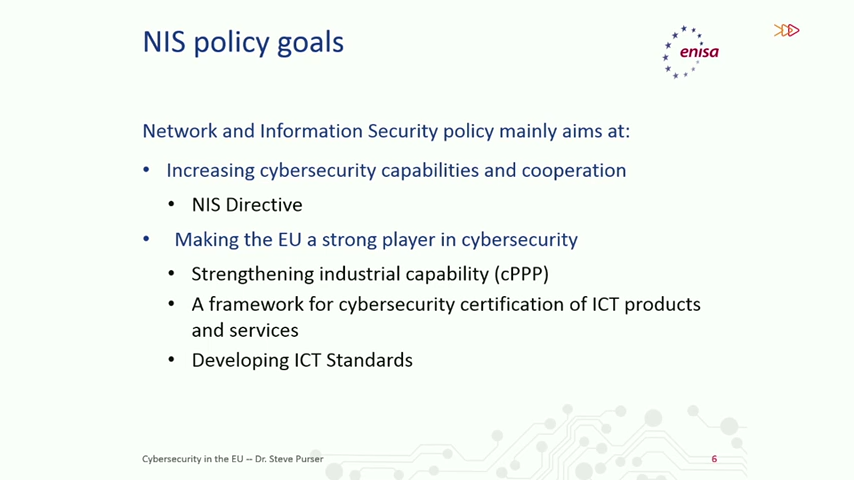 NIS policy goals
enisa
Network and Information Security policy mainly aims at:
• Increasing cybersecurity capabilities and cooperation
• NIS Directive
• Making the EU a strong player in cybersecurity
• Strengthening industrial capability (cPPP)
• A framework for cybersecurity certification of ICT products
and services
• Developing ICT Standards
Cybersecurity in the EU -- Dr. Steve Purser
6